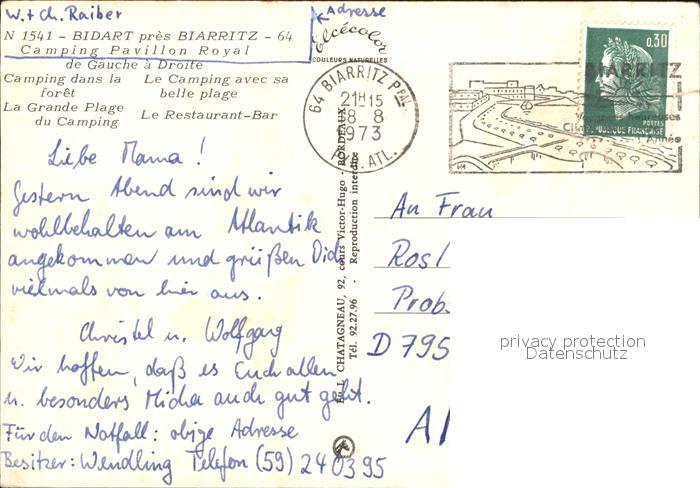 W. + Ch. Raiber
Adresse
N 1541 - BIDART près BIARRITZ - 64
Camping Pavillon Royal
de Gauche à Droite
Camping dans la forêt
Le Camping avec sa belle plage
La Grande Plage du Camping
Le Restaurant-Bar
Elcécolor
COULEURS NATURELLES
64 BIARRITZ PPAL
21H15
18 8
1973
PYR. ATL.
BIARRITZ
0,30
POSTES
REPUBLIQUE FRANÇAISE
heureuses
Année
Liebe Mama!
Gestern Abend sind wir
wohlbehalten am Atlantik
angekommen und grüßen Dich
vielmals von hier aus.
Christel u. Wolfgang
Wir hoffen, daß es Euch allen
u. besonders Micha auch gut geht.
Für den Notfall: obige Adresse
Besitzer: Wendling Telefon (59) 240395
CHATAGNEAU, 92, cours Victor-Hugo - BORDEAUX
Tél. 92.27.96 - Reproduction interdite
An Frau
Rosl
Prob
D 795
privacy protection
Datenschutz